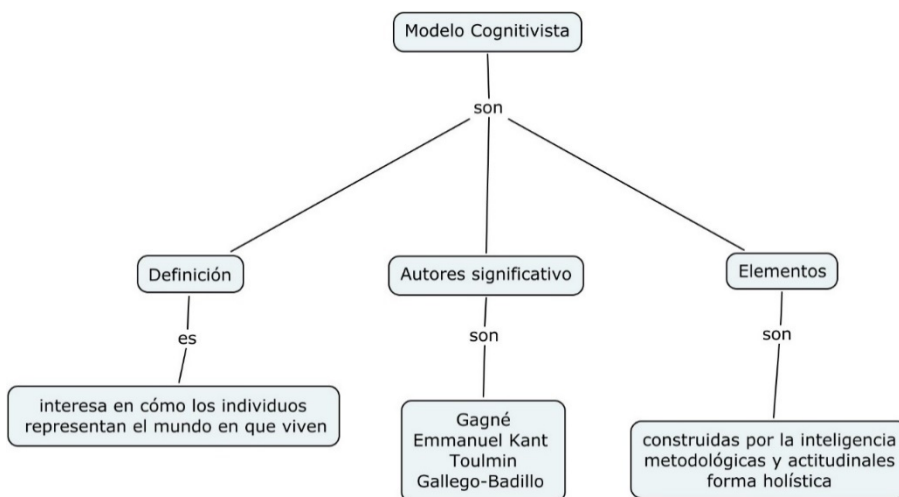 Modelo Cognitivista
son
Definición
Autores significativo
Elementos
es
son
son
interesa en cómo los individuos
representan el mundo en que viven
Gagné
Emmanuel Kant
Toulmin
Gallego-Badillo
construidas por la inteligencia
metodológicas y actitudinales
forma holística